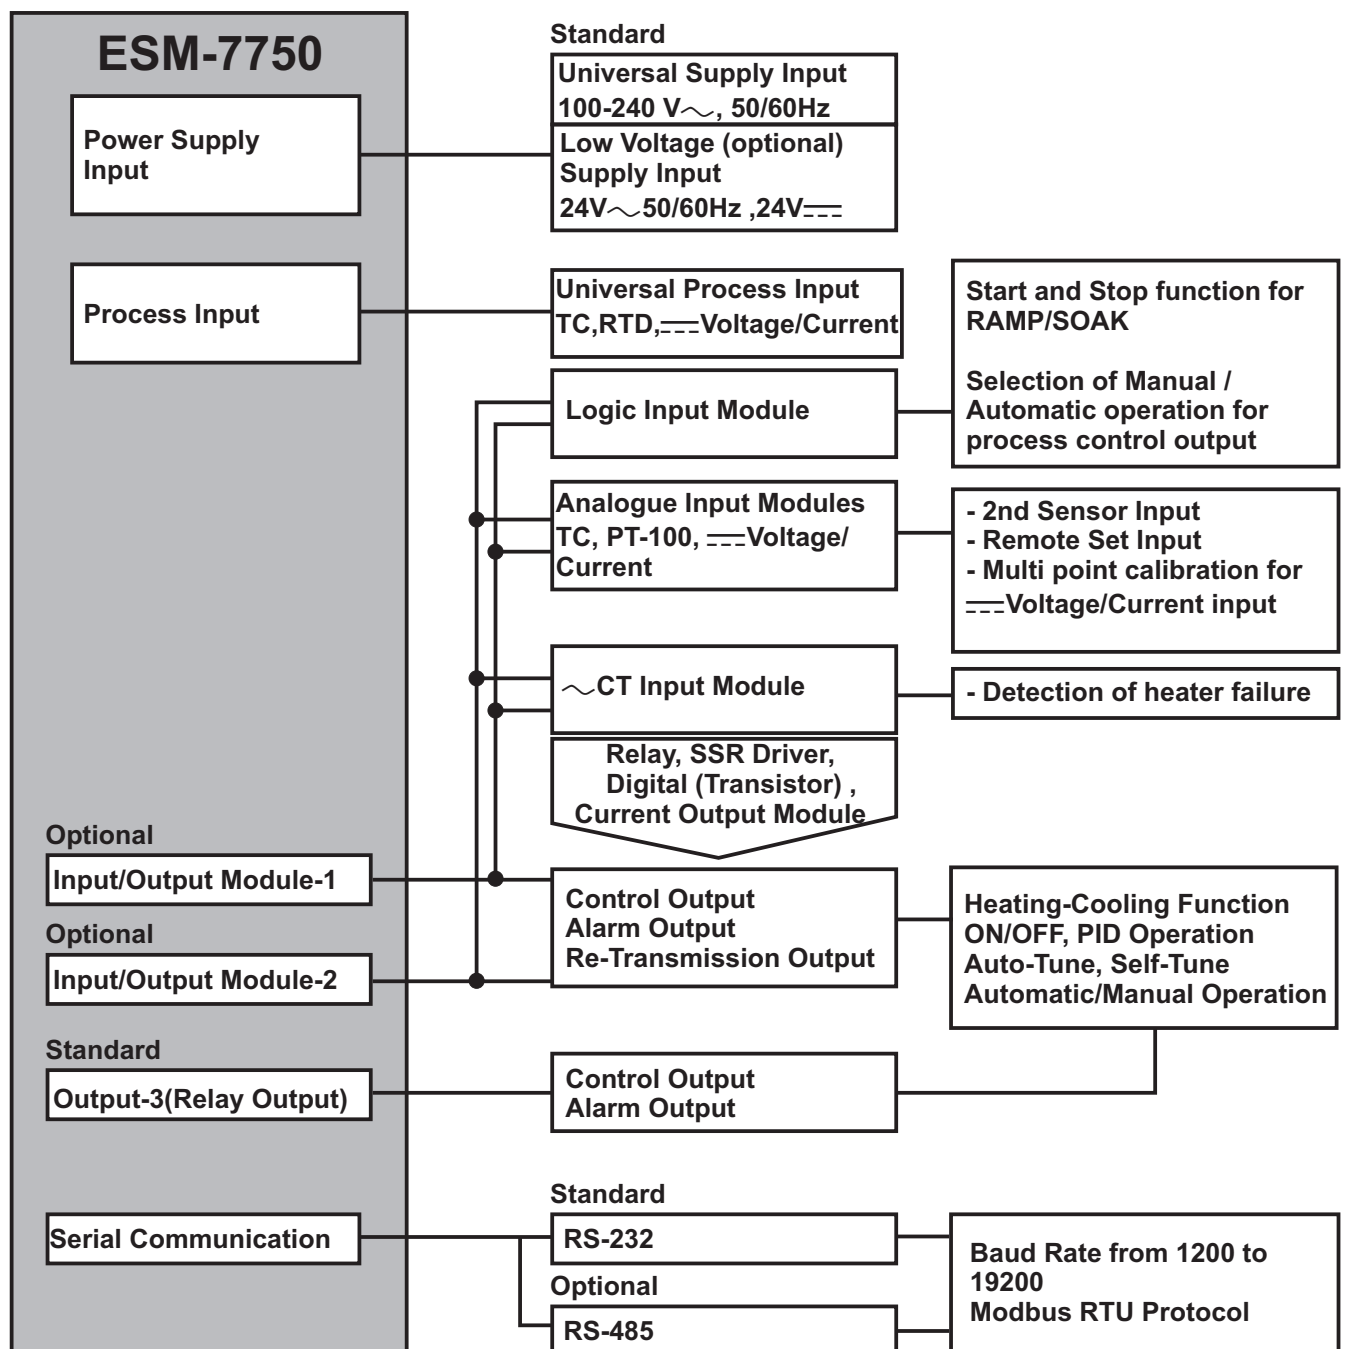 ESM-7750
Power Supply
Input
Standard
Universal Supply Input
100-240 V〜, 50/60Hz
Low Voltage (optional)
Supply Input
24V〜50/60Hz ,24V⎓
Process Input
Universal Process Input
TC,RTD,⎓Voltage/Current
Logic Input Module
Start and Stop function for
RAMP/SOAK
Selection of Manual /
Automatic operation for
process control output
Analogue Input Modules
TC, PT-100, ⎓Voltage/
Current
- 2nd Sensor Input
- Remote Set Input
- Multi point calibration for
⎓Voltage/Current input
〜CT Input Module
- Detection of heater failure
Relay, SSR Driver,
Digital (Transistor) ,
Current Output Module
Optional
Input/Output Module-1
Optional
Input/Output Module-2
Control Output
Alarm Output
Re-Transmission Output
Heating-Cooling Function
ON/OFF, PID Operation
Auto-Tune, Self-Tune
Automatic/Manual Operation
Standard
Output-3(Relay Output)
Control Output
Alarm Output
Serial Communication
Standard
RS-232
Optional
RS-485
Baud Rate from 1200 to
19200
Modbus RTU Protocol